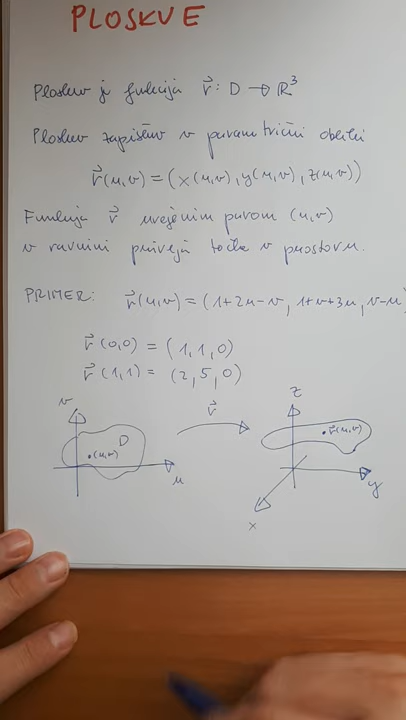 PLOSKVE
Ploskev je funkcija r⃗: D → ℝ³
Ploskev zapišemo v parametrični obliki
r⃗(u,v) = (x(u,v), y(u,v), z(u,v))
Funkcija r⃗ urejenim parom (u,v)
v ravnini priredi točke v prostoru.
PRIMER: r⃗(u,v) = (1+2u-v, 1+v+3u, v-u)
r⃗(0,0) = (1,1,0)
r⃗(1,1) = (2,5,0)
v D •(u,v) u
r⃗
z •r⃗(u,v) y x